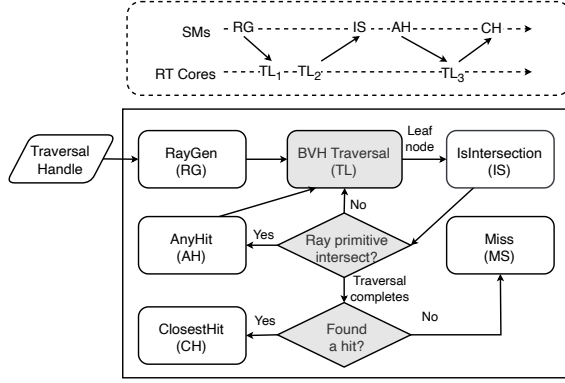 RG IS AH CH
SMs
RT Cores
TL1 TL2 TL3
Traversal
Handle
RayGen
(RG)
BVH Traversal
(TL)
Leaf
node
IsIntersection
(IS)
No
AnyHit
(AH)
Yes
Ray primitive
intersect?
Miss
(MS)
Traversal
completes
ClosestHit
(CH)
Yes
Found
a hit?
No